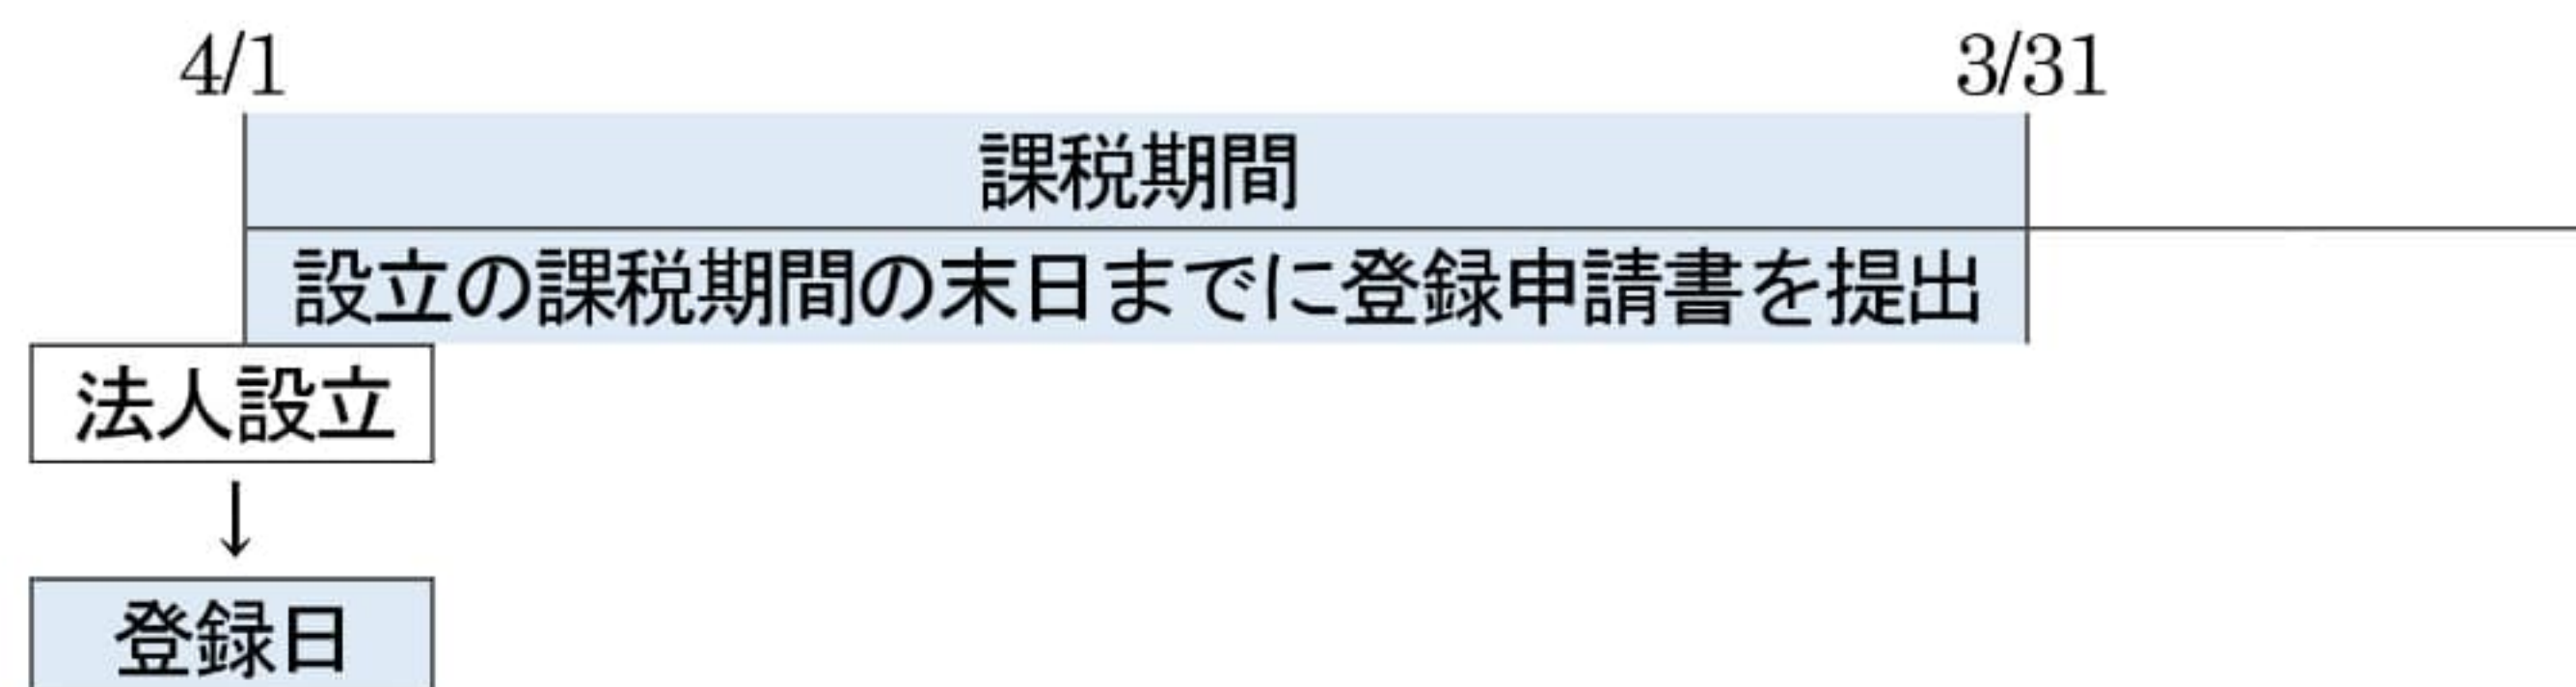 4/1
3/31
課税期間
設立の課税期間の末日までに登録申請書を提出
法人設立
↓
登録日